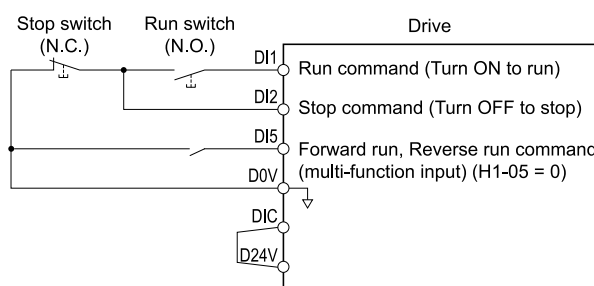 Stop switch
(N.C.)
Run switch
(N.O.)
Drive
DI1
Run command (Turn ON to run)
DI2
Stop command (Turn OFF to stop)
DI5
Forward run, Reverse run command
(multi-function input) (H1-05 = 0)
D0V
DIC
D24V